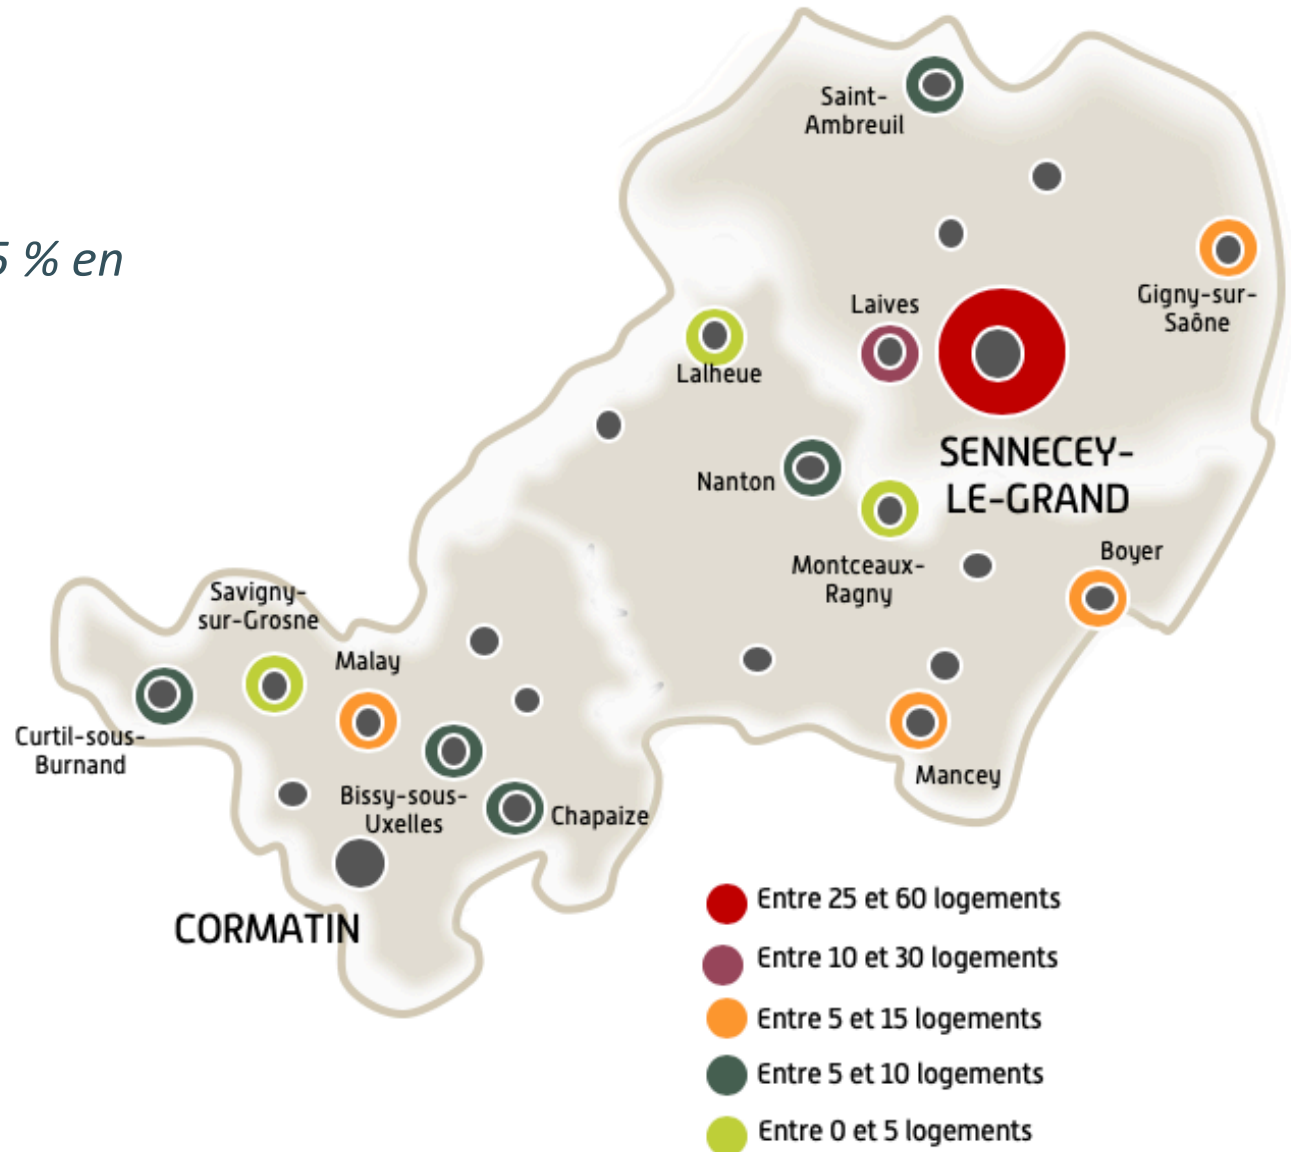 Saint-
Ambreuil
5 % en
Gigny-sur-
Saône
Laives
Lalheue
SENNECEY-
LE-GRAND
Nanton
Boyer
Montceaux-
Ragny
Savigny-
sur-Grosne
Malay
Curtil-sous-
Burnand
Mancey
Bissy-sous-
Uxelles
Chapaize
CORMATIN
Entre 25 et 60 logements
Entre 10 et 30 logements
Entre 5 et 15 logements
Entre 5 et 10 logements
Entre 0 et 5 logements